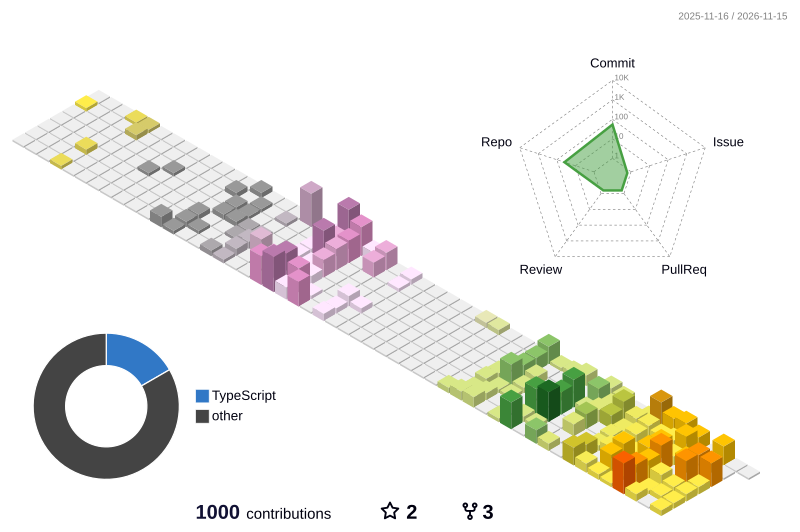 2025-11-16 / 2026-11-15
Commit
10K
1K
100
Repo
Issue
Review
PullReq
TypeScript
other
1000 contributions
2
3